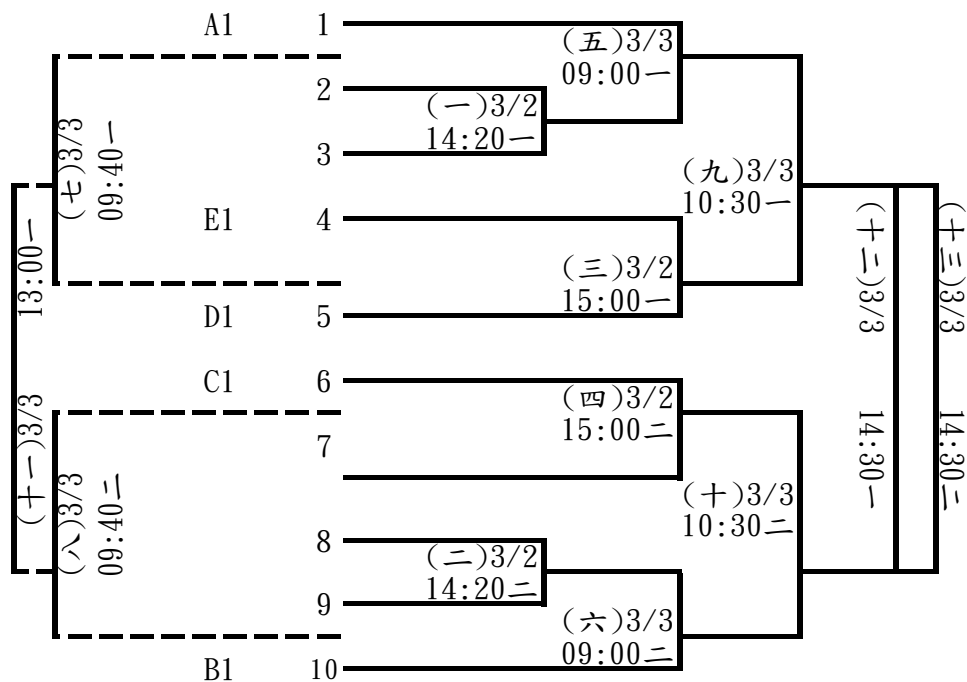 A1 1
(五)3/3
09:00一
2
(一)3/2
14:20一
3
(七)3/3
09:40一
(九)3/3
10:30一
E1 4
(三)3/2
15:00一
D1 5
C1 6
(四)3/2
15:00二
7
(十)3/3
10:30二
8
(二)3/2
14:20二
9
(八)3/3
09:40二
(六)3/3
09:00二
B1 10
(十一)3/3
13:00一
(十二)3/3 14:30一
(十三)3/3 14:30二